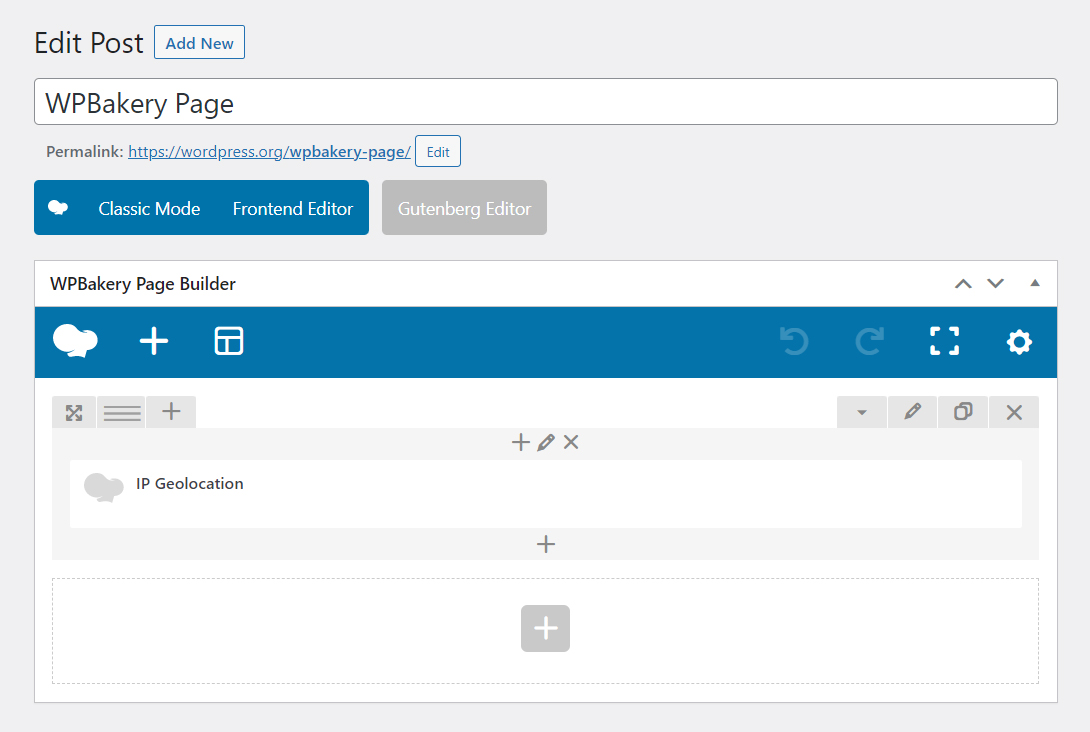 Edit Post Add New
WPBakery Page
Permalink: https://wordpress.org/wpbakery-page/ Edit
Classic Mode Frontend Editor Gutenberg Editor
WPBakery Page Builder
IP Geolocation